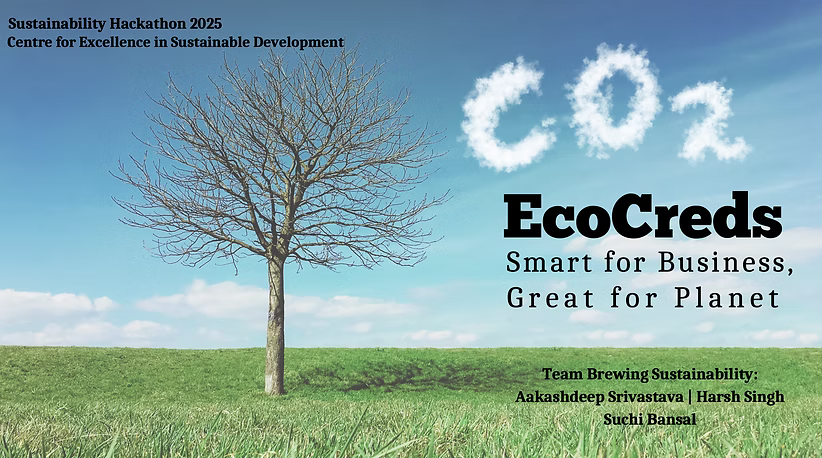 Sustainability Hackathon 2025
Centre for Excellence in Sustainable Development
CO2
EcoCreds
Smart for Business,
Great for Planet
Team Brewing Sustainability:
Aakashdeep Srivastava | Harsh Singh
Suchi Bansal